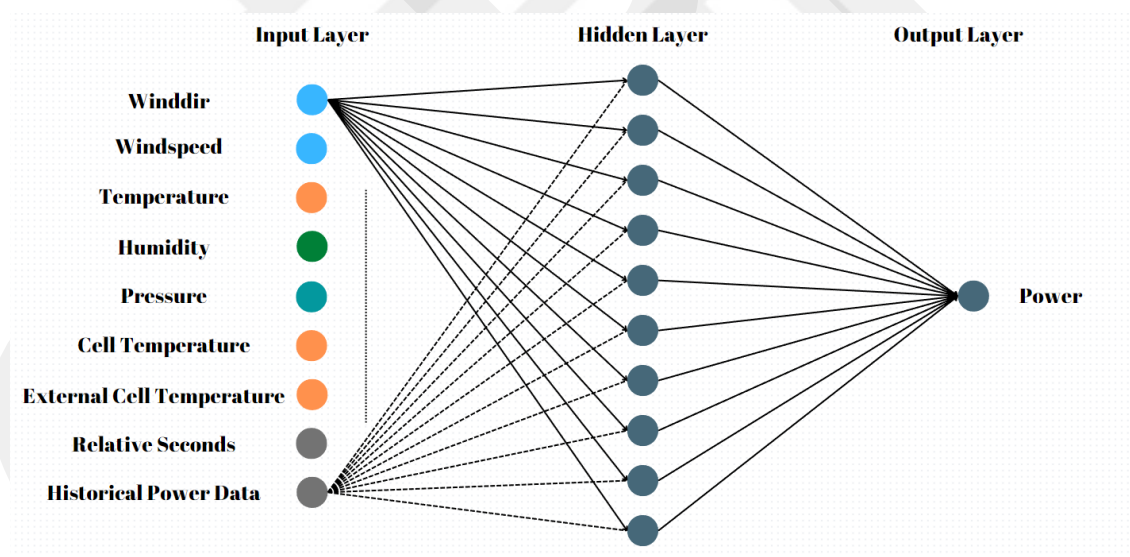 Input Layer
Hidden Layer
Output Layer
Winddir
Windspeed
Temperature
Humidity
Pressure
Cell Temperature
External Cell Temperature
Relative Seconds
Historical Power Data
Power